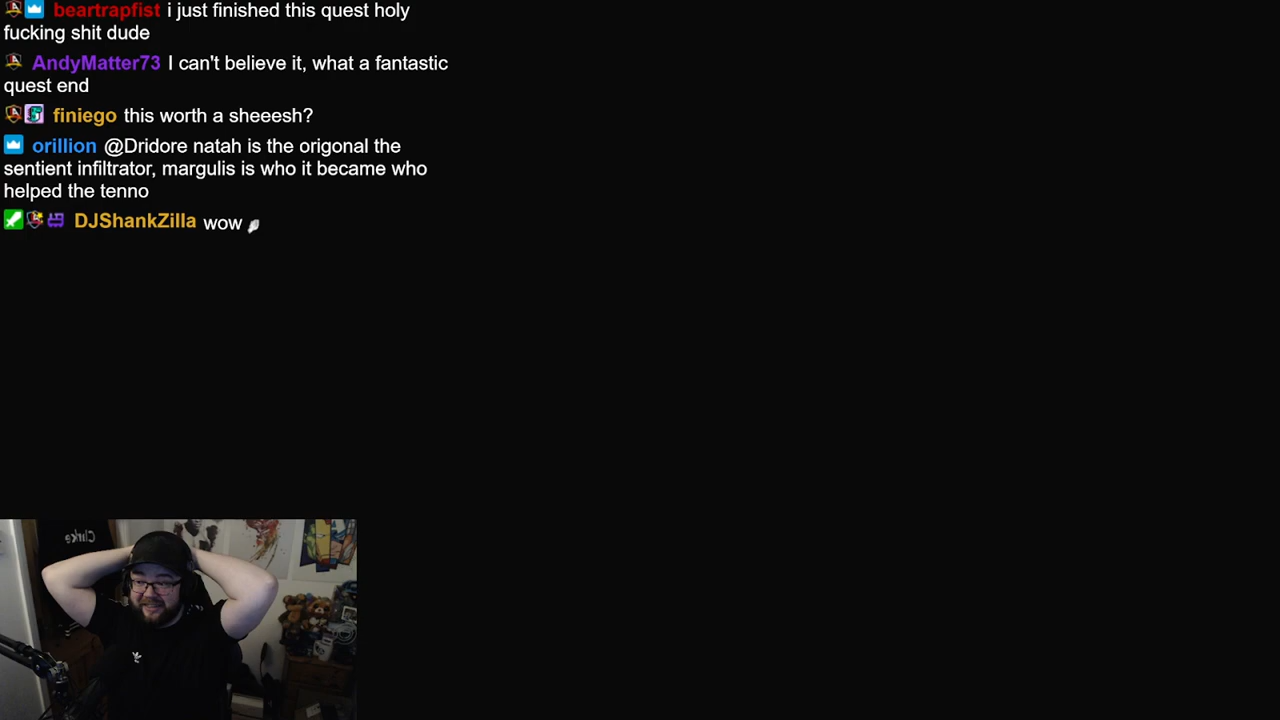 beartrapfist i just finished this quest holy
fucking shit dude
AndyMatter73 I can't believe it, what a fantastic
quest end
finiego this worth a sheeesh?
orillion @Dridore natah is the origonal the
sentient infiltrator, margulis is who it became who
helped the tenno
DJShankZilla wow
Clirke